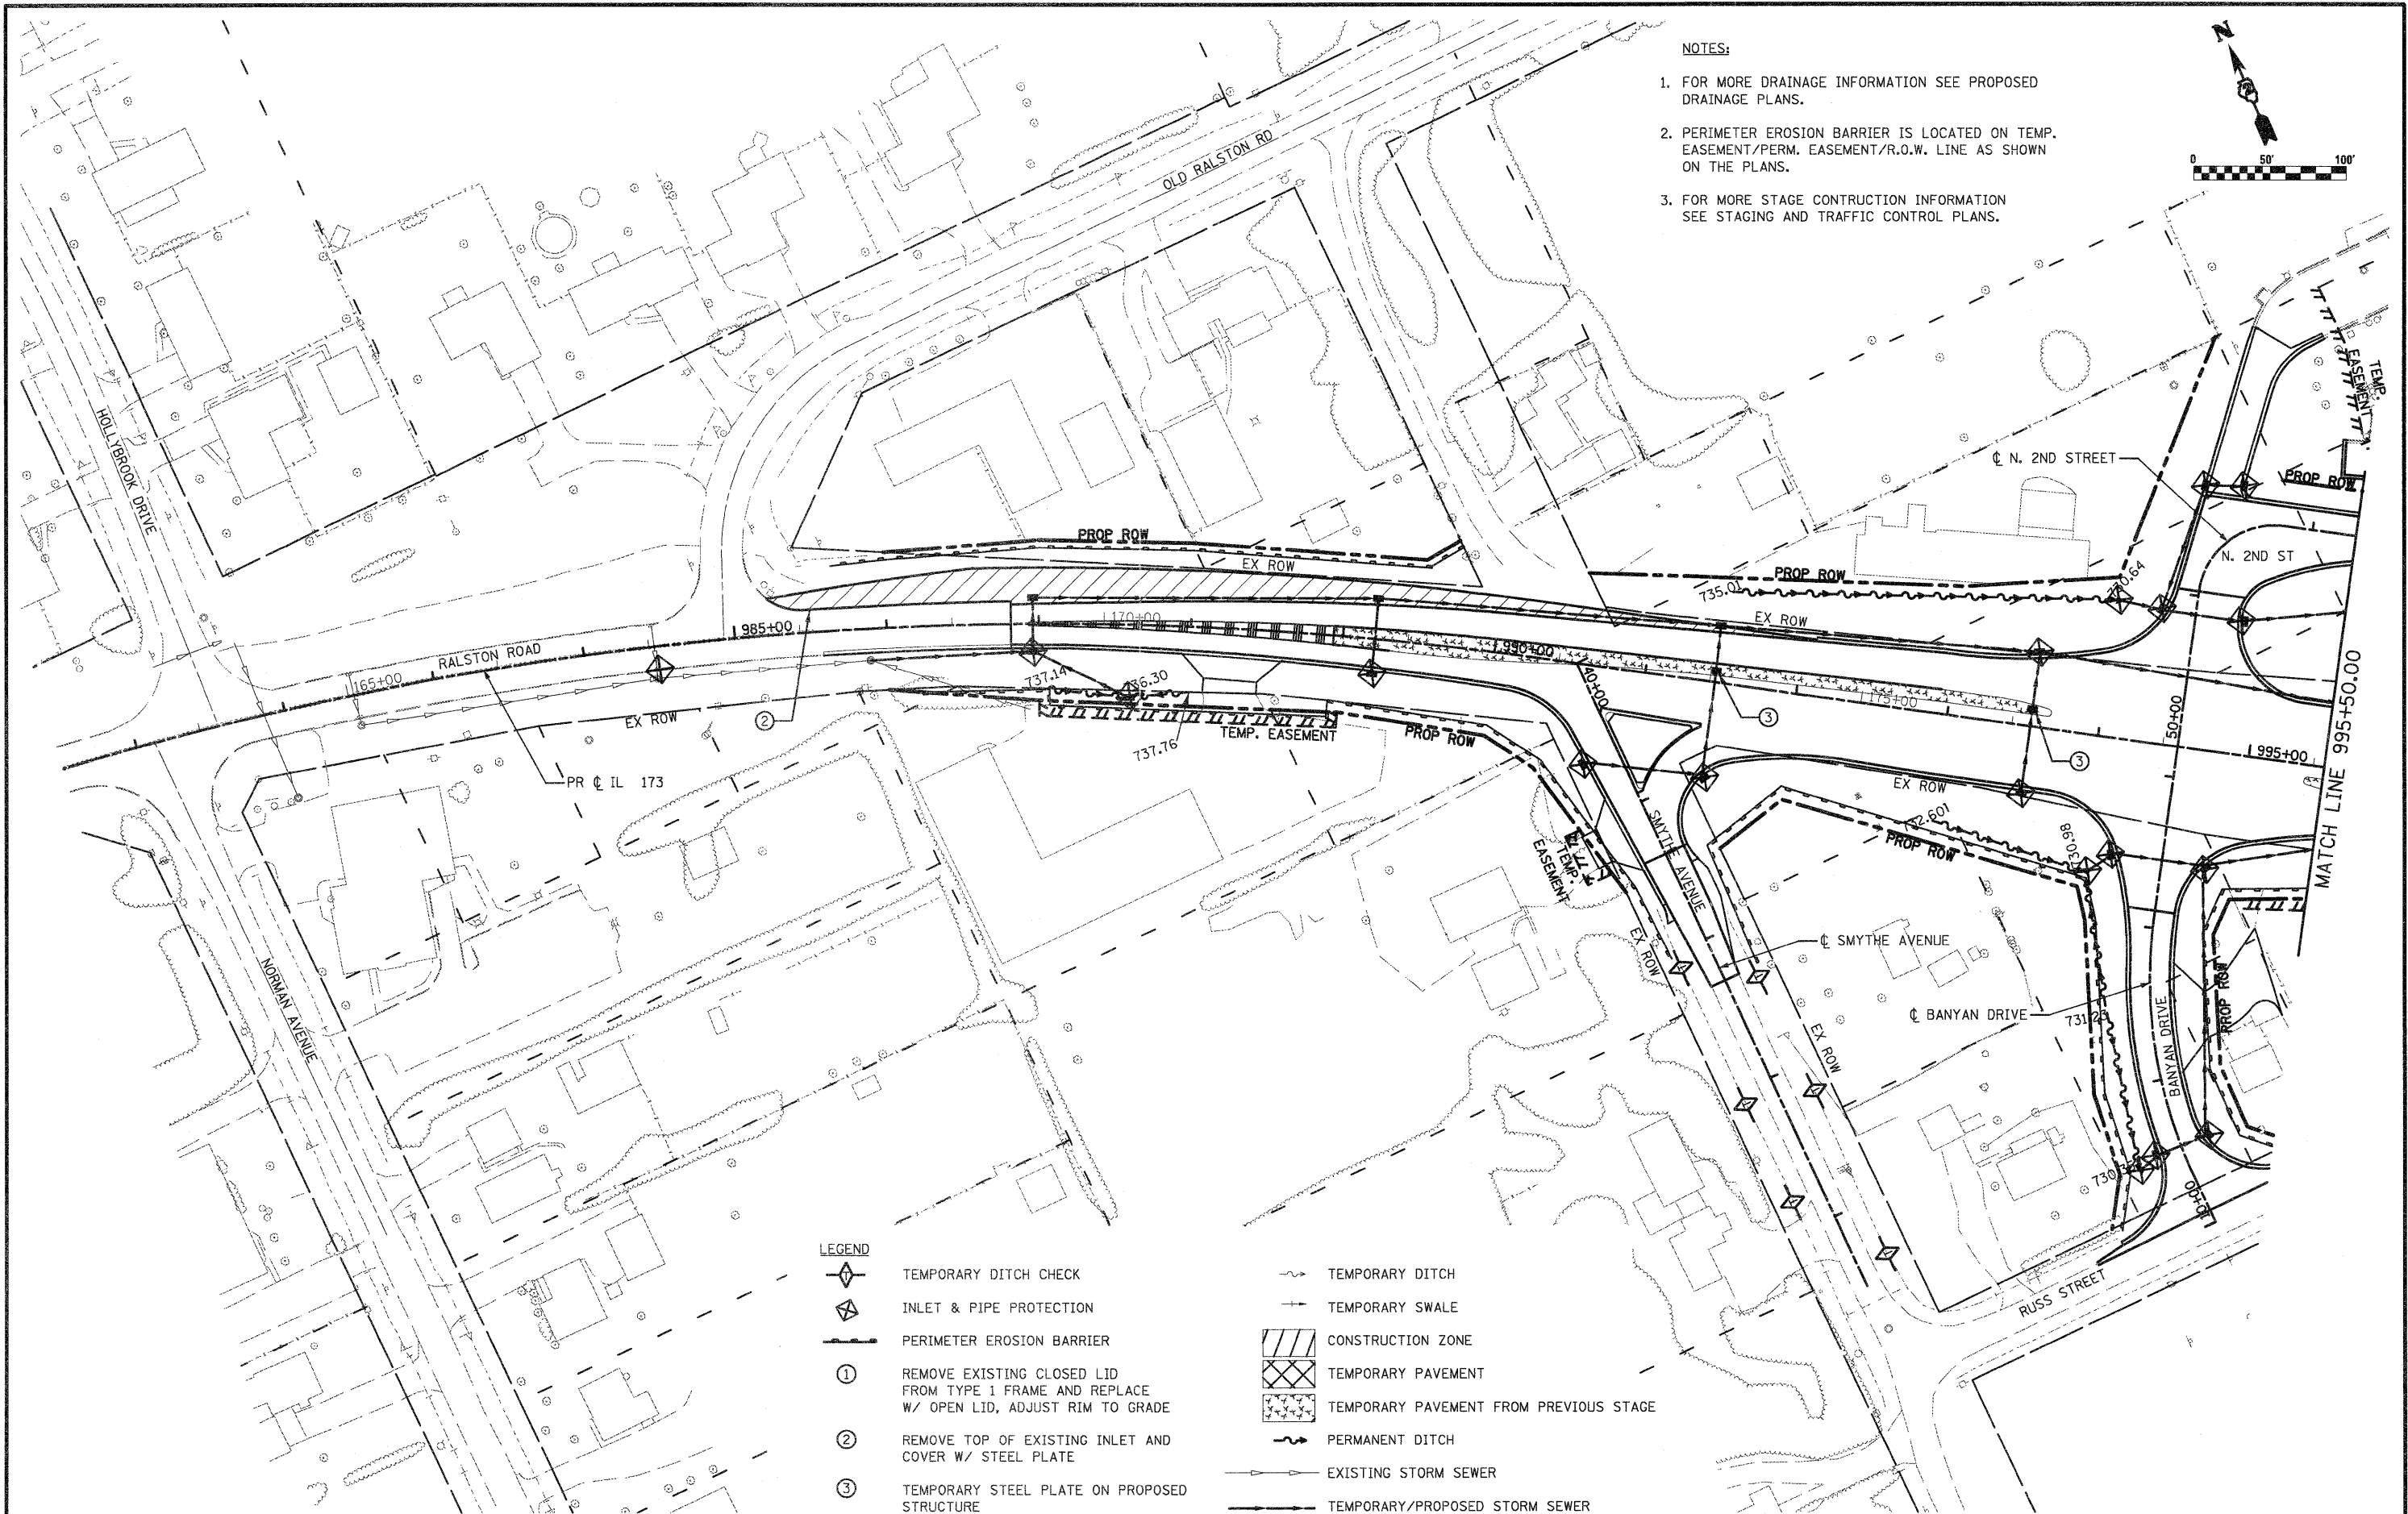 NOTES:
1. FOR MORE DRAINAGE INFORMATION SEE PROPOSED
DRAINAGE PLANS.
2. PERIMETER EROSION BARRIER IS LOCATED ON TEMP.
EASEMENT/PERM. EASEMENT/R.O.W. LINE AS SHOWN
ON THE PLANS.
3. FOR MORE STAGE CONTRUCTION INFORMATION
SEE STAGING AND TRAFFIC CONTROL PLANS.
N
0 50' 100'
OLD RALSTON RD
HOLLYBROOK DRIVE
TEMP.
EASEMENT
℄ N. 2ND STREET
PROP ROW
N. 2ND ST
PROP ROW
EX ROW
PROP ROW
735.01
730.64
EX ROW
985+00
170+00
990+00
RALSTON ROAD
165+00
EX ROW
737.14
736.30
2
40+00
3
175+00
50+00
995+00
MATCH LINE 995+50.00
TEMP. EASEMENT
PROP ROW
737.76
3
PR ℄ IL 173
EX ROW
SMYTHE AVENUE
PROP ROW
730.98
TEMP.
EASEMENT
EX ROW
℄ SMYTHE AVENUE
NORMAN AVENUE
PROP ROW
℄ BANYAN DRIVE
EX ROW
BANYAN DRIVE
RUSS STREET
LEGEND
T TEMPORARY DITCH CHECK
INLET & PIPE PROTECTION
PERIMETER EROSION BARRIER
1 REMOVE EXISTING CLOSED LID
FROM TYPE 1 FRAME AND REPLACE
W/ OPEN LID, ADJUST RIM TO GRADE
2 REMOVE TOP OF EXISTING INLET AND
COVER W/ STEEL PLATE
3 TEMPORARY STEEL PLATE ON PROPOSED
STRUCTURE
TEMPORARY DITCH
TEMPORARY SWALE
CONSTRUCTION ZONE
TEMPORARY PAVEMENT
TEMPORARY PAVEMENT FROM PREVIOUS STAGE
PERMANENT DITCH
EXISTING STORM SEWER
TEMPORARY/PROPOSED STORM SEWER